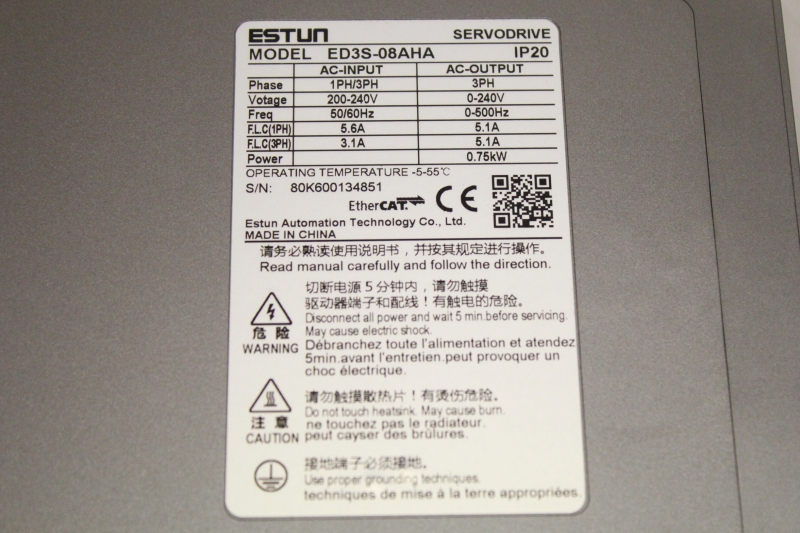 ESTUN SERVODRIVE
MODEL ED3S-08AHA IP20
AC-INPUT AC-OUTPUT
Phase 1PH/3PH 3PH
Votage 200-240V 0-240V
Freq 50/60Hz 0-500Hz
F.L.C(1PH) 5.6A 5.1A
F.L.C(3PH) 3.1A 5.1A
Power 0.75kW
OPERATING TEMPERATURE -5-55℃
S/N: 80K600134851
EtherCAT. CE
Estun Automation Technology Co., Ltd.
MADE IN CHINA
请务必熟读使用说明书，并按其规定进行操作。
Read manual carefully and follow the direction.
切断电源5分钟内，请勿触摸
驱动器端子和配线！有触电的危险。
Disconnect all power and wait 5 min.before servicing.
May cause electric shock.
危险
WARNING
Débranchez toute l'alimentation et atendez
5min.avant l'entretien.peut provoquer un
choc électrique.
请勿触摸散热片！有烫伤危险。
Do not touch heatsink. May cause burn.
注意
CAUTION
ne touchez pas le radiateur.
peut cayser des brûlures.
接地端子必须接地。
Use proper grounding techniques.
techniques de mise à la terre appropriées.